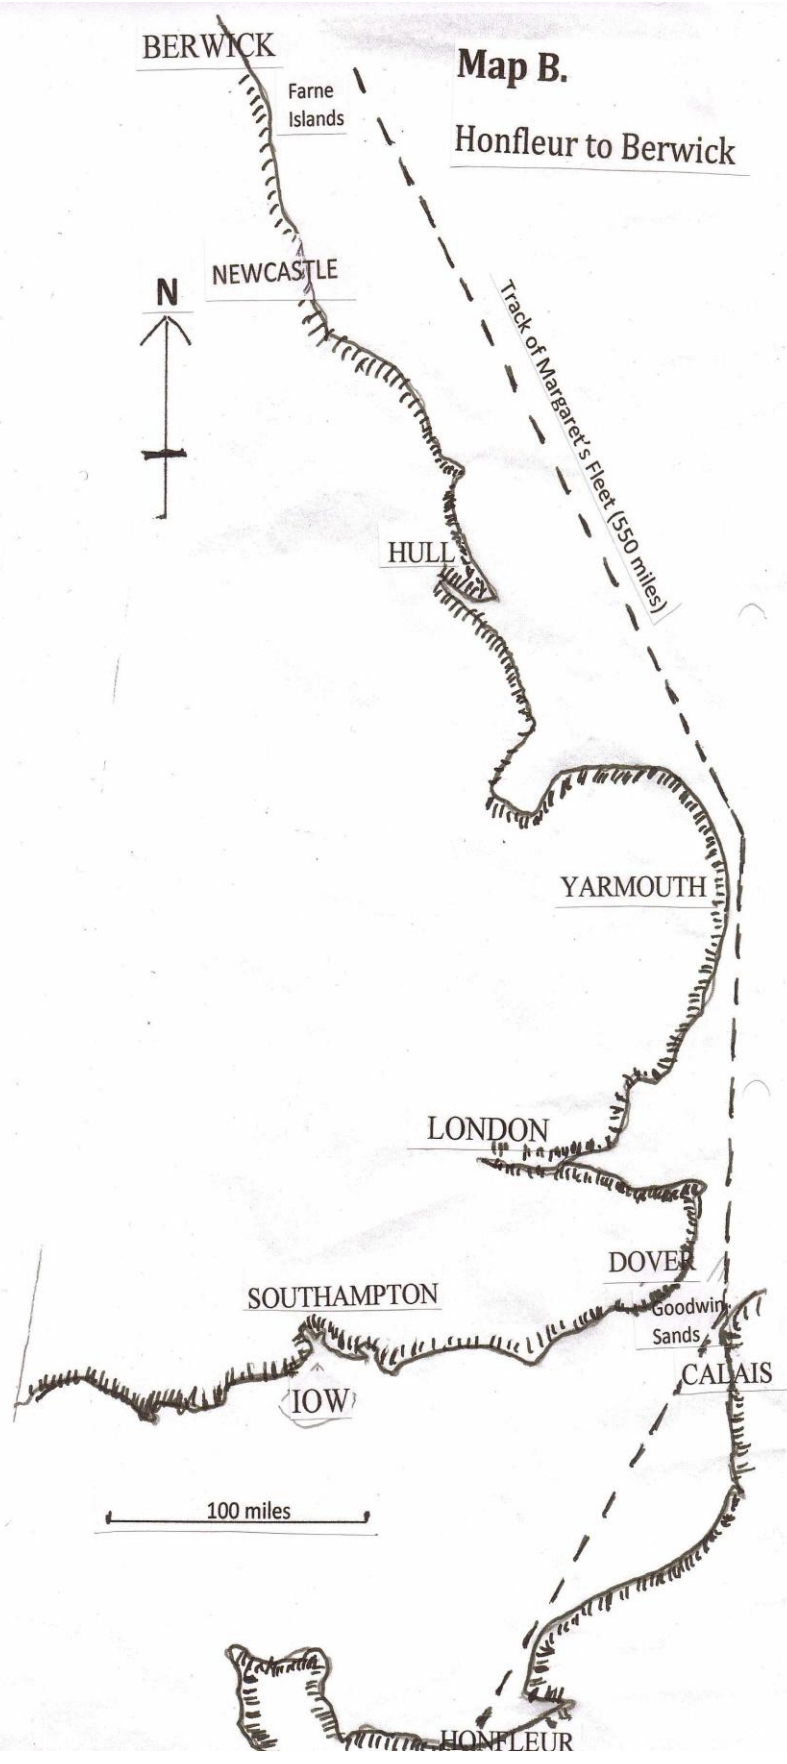 BERWICK
Map B.
Farne
Islands
Honfleur to Berwick
NEWCASTLE
N
Track of Margaret's Fleet (550 miles)
HULL
YARMOUTH
LONDON
DOVER
SOUTHAMPTON
Goodwin
Sands
CALAIS
IOW
100 miles
HONFLEUR